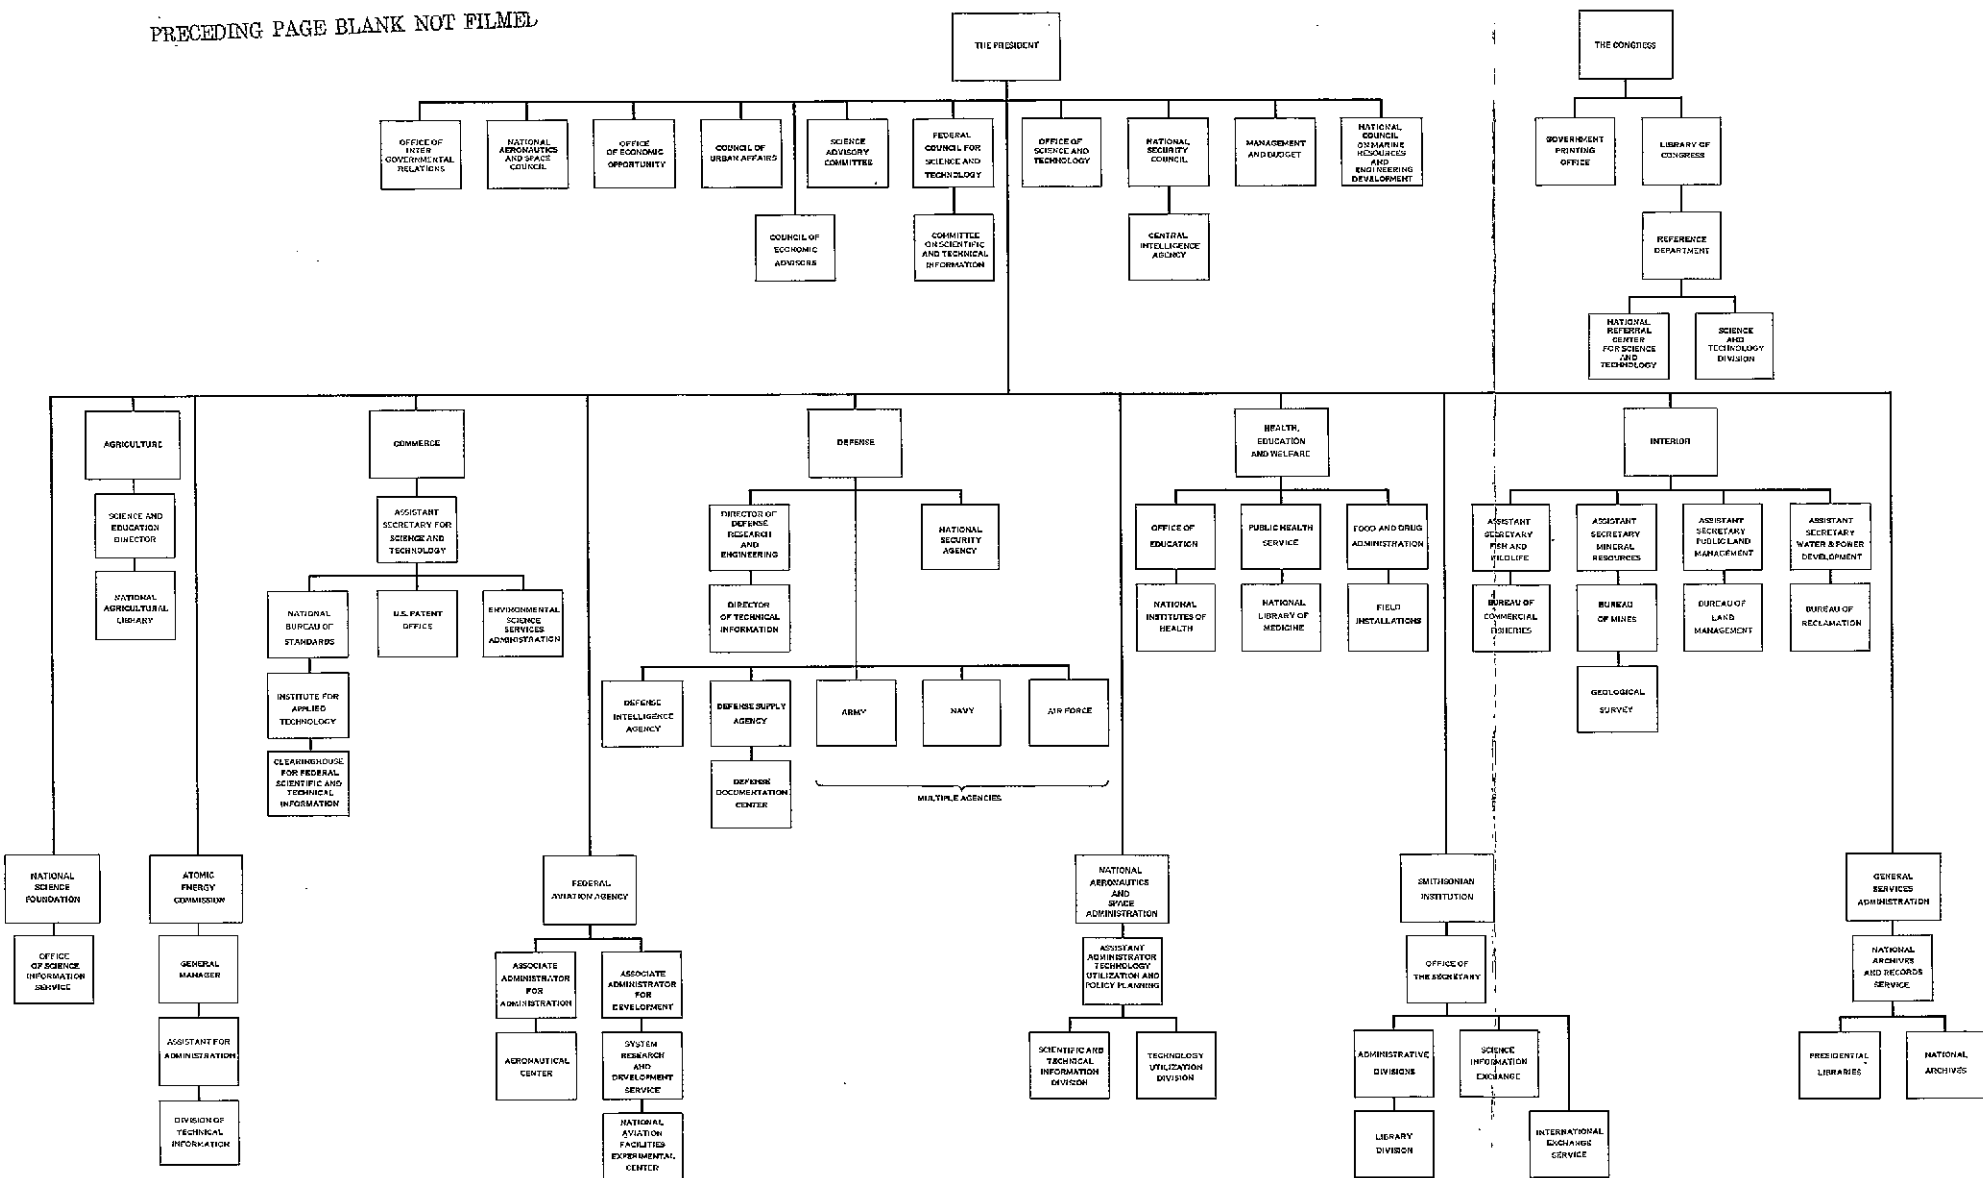 PRECEDING PAGE BLANK NOT FILMED
THE PRESIDENT
THE CONGRESS
OFFICE OF
INTER
GOVERNMENTAL
RELATIONS
NATIONAL
AERONAUTICS
AND SPACE
COUNCIL
OFFICE
OF ECONOMIC
OPPORTUNITY
COUNCIL OF
URBAN AFFAIRS
SCIENCE
ADVISORY
COMMITTEE
FEDERAL
COUNCIL FOR
SCIENCE AND
TECHNOLOGY
OFFICE OF
SCIENCE AND
TECHNOLOGY
NATIONAL
SECURITY
COUNCIL
MANAGEMENT
AND BUDGET
NATIONAL
COUNCIL
ON MARINE
RESOURCES
AND
ENGINEERING
DEVALOPMENT
GOVERNMENT
PRINTING
OFFICE
LIBRARY OF
CONGRESS
COUNCIL OF
ECONOMIC
ADVISORS
COMMITTEE
ON SCIENTIFIC
AND TECHNICAL
INFORMATION
CENTRAL
INTELLIGENCE
AGENCY
REFERENCE
DEPARTMENT
NATIONAL
REFERRAL
CENTER
FOR SCIENCE
AND
TECHNOLOGY
SCIENCE
AND
TECHNOLOGY
DIVISION
AGRICULTURE
COMMERCE
DEFENSE
HEALTH,
EDUCATION
AND WELFARE
INTERIOR
SCIENCE AND
EDUCATION
DIRECTOR
ASSISTANT
SECRETARY FOR
SCIENCE AND
TECHNOLOGY
DIRECTOR OF
DEFENSE
RESEARCH
AND
ENGINEERING
NATIONAL
SECURITY
AGENCY
OFFICE OF
EDUCATION
PUBLIC HEALTH
SERVICE
FOOD AND DRUG
ADMINISTRATION
ASSISTANT
SECRETARY
FISH AND
WILDLIFE
ASSISTANT
SECRETARY
MINERAL
RESOURCES
ASSISTANT
SECRETARY
PUBLIC LAND
MANAGEMENT
ASSISTANT
SECRETARY
WATER & POWER
DEVELOPMENT
NATIONAL
AGRICULTURAL
LIBRARY
NATIONAL
BUREAU OF
STANDARDS
U.S. PATENT
OFFICE
ENVIRONMENTAL
SCIENCE
SERVICES
ADMINISTRATION
DIRECTOR
OF TECHNICAL
INFORMATION
NATIONAL
INSTITUTES OF
HEALTH
NATIONAL
LIBRARY OF
MEDICINE
FIELD
INSTALLATIONS
BUREAU OF
COMMERCIAL
FISHERIES
BUREAU
OF MINES
BUREAU OF
LAND
MANAGEMENT
BUREAU OF
RECLAMATION
INSTITUTE FOR
APPLIED
TECHNOLOGY
DEFENSE
INTELLIGENCE
AGENCY
DEFENSE SUPPLY
AGENCY
ARMY
NAVY
AIR FORCE
GEOLOGICAL
SURVEY
CLEARINGHOUSE
FOR FEDERAL
SCIENTIFIC AND
TECHNICAL
INFORMATION
DEFENSE
DOCUMENTATION
CENTER
MULTIPLE AGENCIES
NATIONAL
SCIENCE
FOUNDATION
ATOMIC
ENERGY
COMMISSION
FEDERAL
AVIATION AGENCY
NATIONAL
AERONAUTICS
AND
SPACE
ADMINISTRATION
SMITHSONIAN
INSTITUTION
GENERAL
SERVICES
ADMINISTRATION
OFFICE
OF SCIENCE
INFORMATION
SERVICE
GENERAL
MANAGER
ASSOCIATE
ADMINISTRATOR
FOR
ADMINISTRATION
ASSOCIATE
ADMINISTRATOR
FOR
DEVELOPMENT
ASSISTANT
ADMINISTRATOR
TECHNOLOGY
UTILIZATION AND
POLICY PLANNING
OFFICE OF
THE SECRETARY
NATIONAL
ARCHIVES
AND RECORDS
SERVICE
ASSISTANT FOR
ADMINISTRATION
AERONAUTICAL
CENTER
SYSTEM
RESEARCH
AND
DEVELOPMENT
SERVICE
SCIENTIFIC AND
TECHNICAL
INFORMATION
DIVISION
TECHNOLOGY
UTILIZATION
DIVISION
ADMINISTRATIVE
DIVISIONS
SCIENCE
INFORMATION
EXCHANGE
PRESIDENTIAL
LIBRARIES
NATIONAL
ARCHIVES
DIVISION OF
TECHNICAL
INFORMATION
NATIONAL
AVIATION
FACILITIES
EXPERIMENTAL
CENTER
LIBRARY
DIVISION
INTERNATIONAL
EXCHANGE
SERVICE